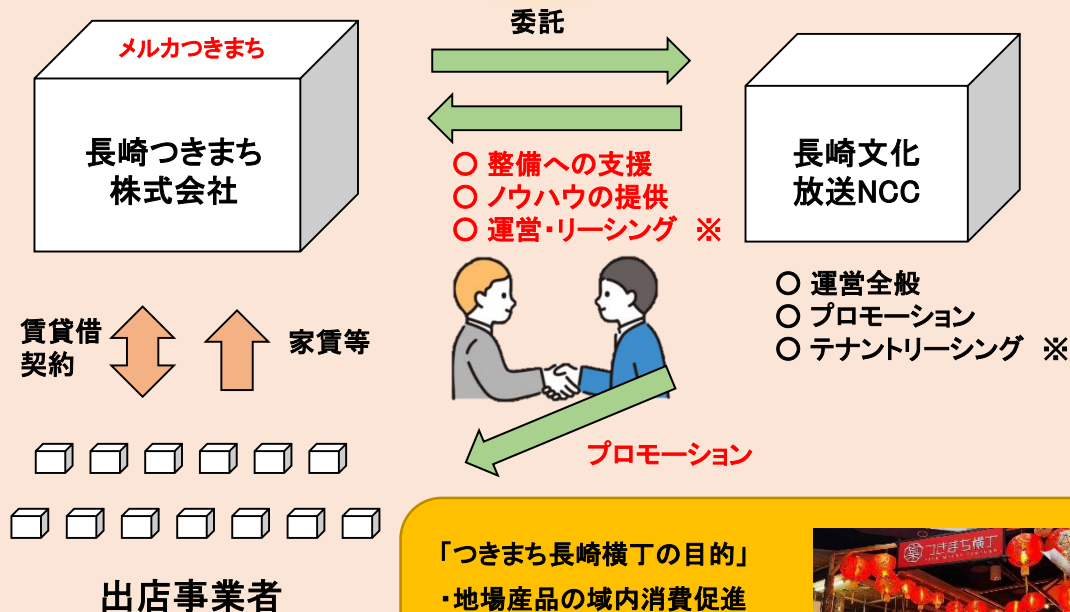 委託
メルカつきまち
長崎つきまち
株式会社
長崎文化
放送NCC
○ 整備への支援
○ ノウハウの提供
○ 運営・リーシング ※
○ 運営全般
○ プロモーション
○ テナントリーシング ※
賃貸借
契約
家賃等
プロモーション
出店事業者
「つきまち長崎横丁の目的」
・地場産品の域内消費促進
つきまち横丁